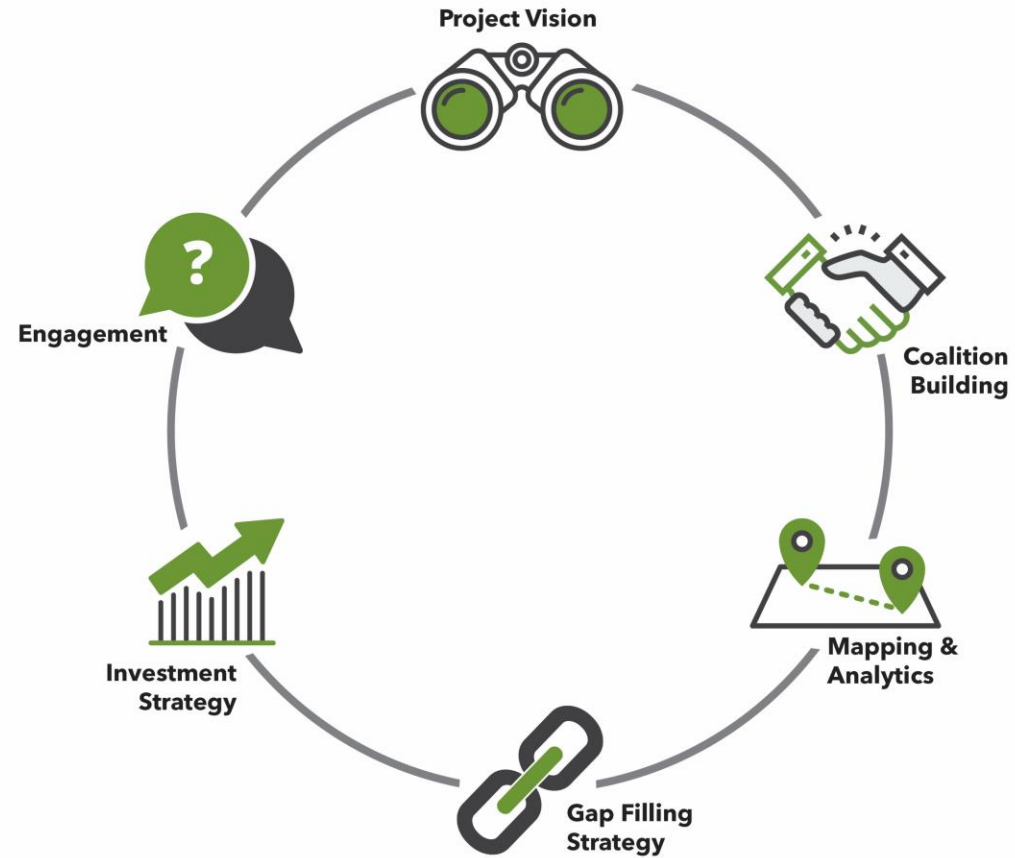 Project Vision
Coalition
Building
Mapping &
Analytics
Gap Filling
Strategy
Investment
Strategy
Engagement
?